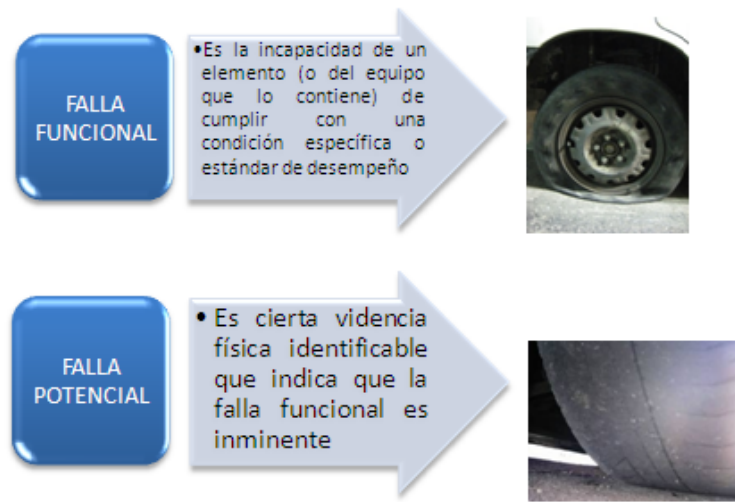 FALLA
FUNCIONAL
•Es la incapacidad de un
elemento (o del equipo
que lo contiene) de
cumplir con una
condición específica o
estándar de desempeño
FALLA
POTENCIAL
• Es cierta videncia
física identificable
que indica que la
falla funcional es
inminente